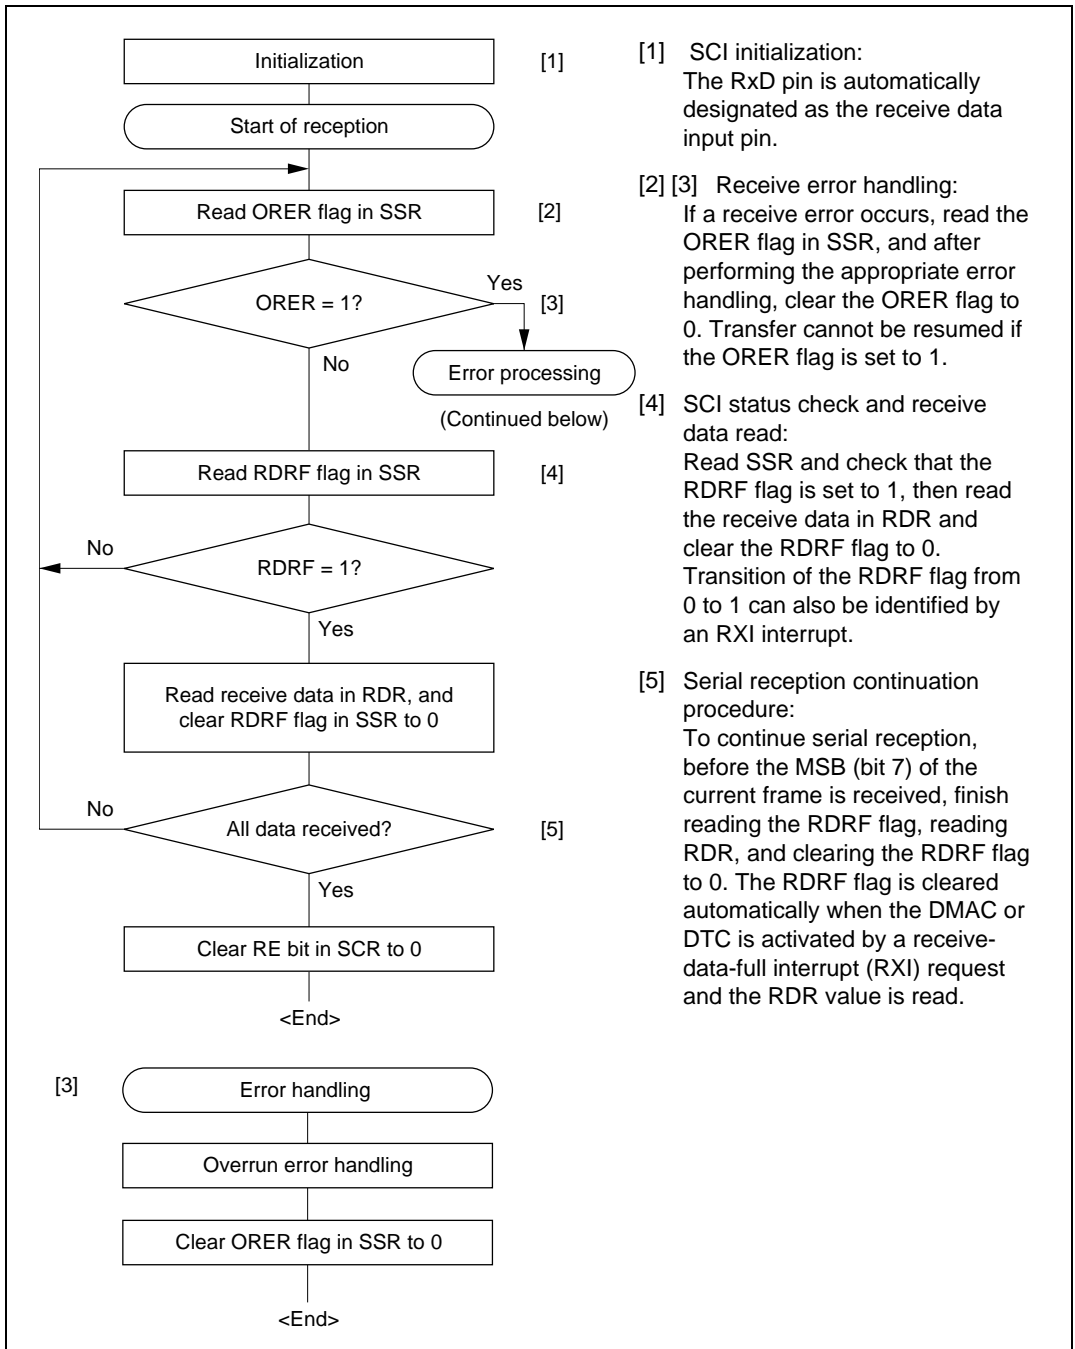 Initialization
[1]
Start of reception
Read ORER flag in SSR
[2]
ORER = 1?
Yes
[3]
No
Error processing
(Continued below)
Read RDRF flag in SSR
[4]
No
RDRF = 1?
Yes
Read receive data in RDR, and
clear RDRF flag in SSR to 0
No
All data received?
[5]
Yes
Clear RE bit in SCR to 0
<End>
[3]
Error handling
Overrun error handling
Clear ORER flag in SSR to 0
<End>
[1] SCI initialization:
The RxD pin is automatically
designated as the receive data
input pin.
[2] [3] Receive error handling:
If a receive error occurs, read the
ORER flag in SSR, and after
performing the appropriate error
handling, clear the ORER flag to
0. Transfer cannot be resumed if
the ORER flag is set to 1.
[4] SCI status check and receive
data read:
Read SSR and check that the
RDRF flag is set to 1, then read
the receive data in RDR and
clear the RDRF flag to 0.
Transition of the RDRF flag from
0 to 1 can also be identified by
an RXI interrupt.
[5] Serial reception continuation
procedure:
To continue serial reception,
before the MSB (bit 7) of the
current frame is received, finish
reading the RDRF flag, reading
RDR, and clearing the RDRF flag
to 0. The RDRF flag is cleared
automatically when the DMAC or
DTC is activated by a receive-
data-full interrupt (RXI) request
and the RDR value is read.